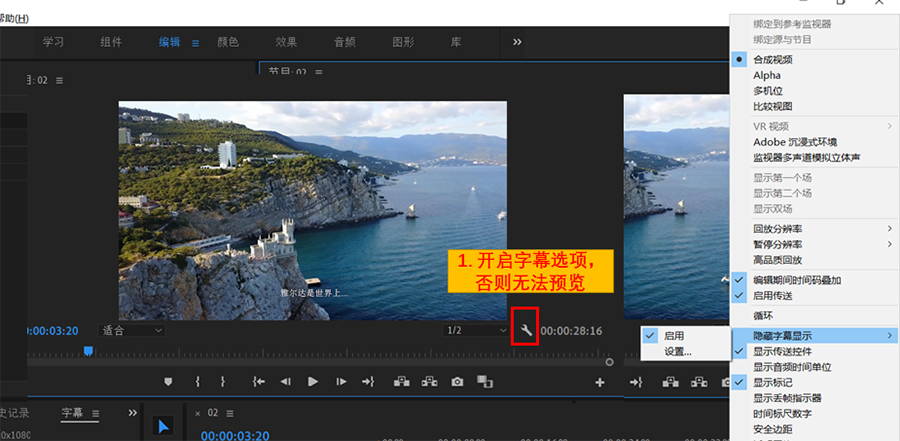 帮助(H)
学习 组件 编辑 颜色 效果 音频 图形 库
: 02
节目: 02
雅尔达是世界上...
1. 开启字幕选项，
否则无法预览
0:00:03:20 适合 1/2 00:00:28:16
史记录 字幕
× 02
00:00:03:20
绑定到参考监视器
绑定源与节目
合成视频
Alpha
多机位
比较视图
VR 视频
Adobe 沉浸式环境
监视器多声道模拟立体声
显示第一个场
显示第二个场
显示双场
回放分辨率
暂停分辨率
高品质回放
编辑期间时间码叠加
启用传送
循环
隐藏字幕显示
启用
设置...
显示传送控件
显示音频时间单位
显示标记
显示丢帧指示器
时间标尺数字
安全边距